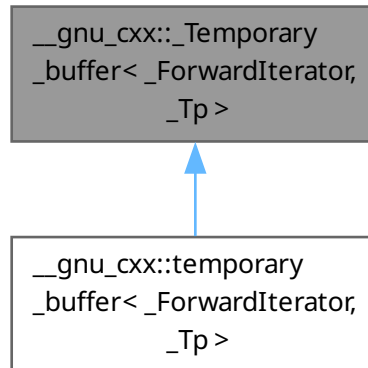 __gnu_cxx::_Temporary
_buffer< _ForwardIterator,
_Tp >
__gnu_cxx::temporary
_buffer< _ForwardIterator,
_Tp >